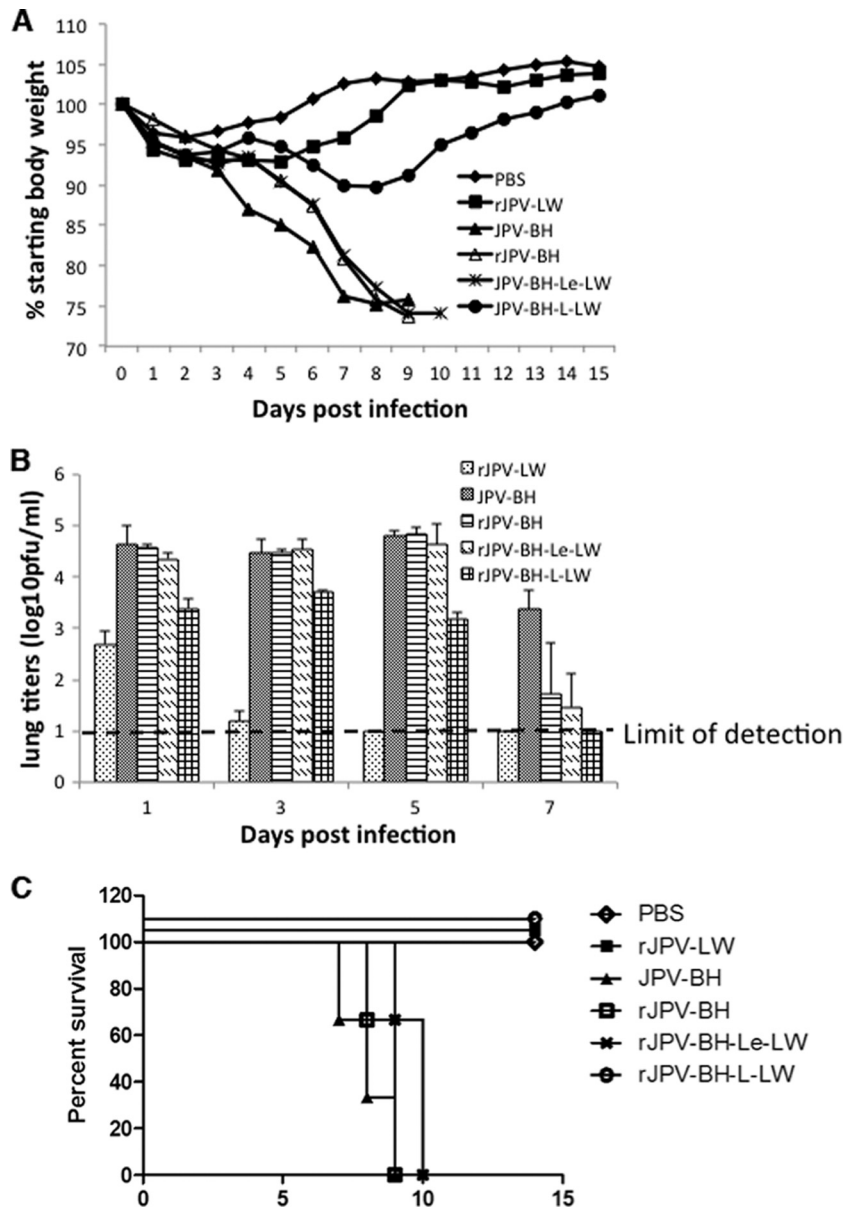 A
110
105
100
95
90
85
80
75
70
% starting body weight
PBS
rJPV-LW
JPV-BH
rJPV-BH
JPV-BH-Le-LW
JPV-BH-L-LW
0 1 2 3 4 5 6 7 8 9 10 11 12 13 14 15
Days post infection
B
6
5
4
3
2
1
0
lung titers (log10pfu/ml)
rJPV-LW
JPV-BH
rJPV-BH
rJPV-BH-Le-LW
rJPV-BH-L-LW
Limit of detection
1 3 5 7
Days post infection
C
120
100
80
60
40
20
0
Percent survival
PBS
rJPV-LW
JPV-BH
rJPV-BH
rJPV-BH-Le-LW
rJPV-BH-L-LW
0 5 10 15